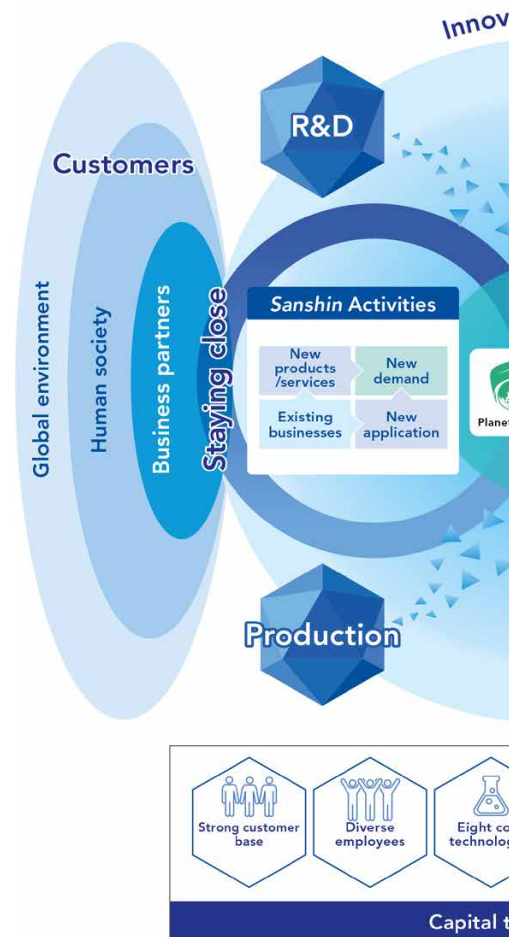 Innov
R&D
Customers
Global environment
Human society
Business partners
Staying close
Sanshin Activities
New
products
/services
New
demand
Existing
businesses
New
application
Planet
Production
Strong customer
base
Diverse
employees
Eight co
technolog
Capital t